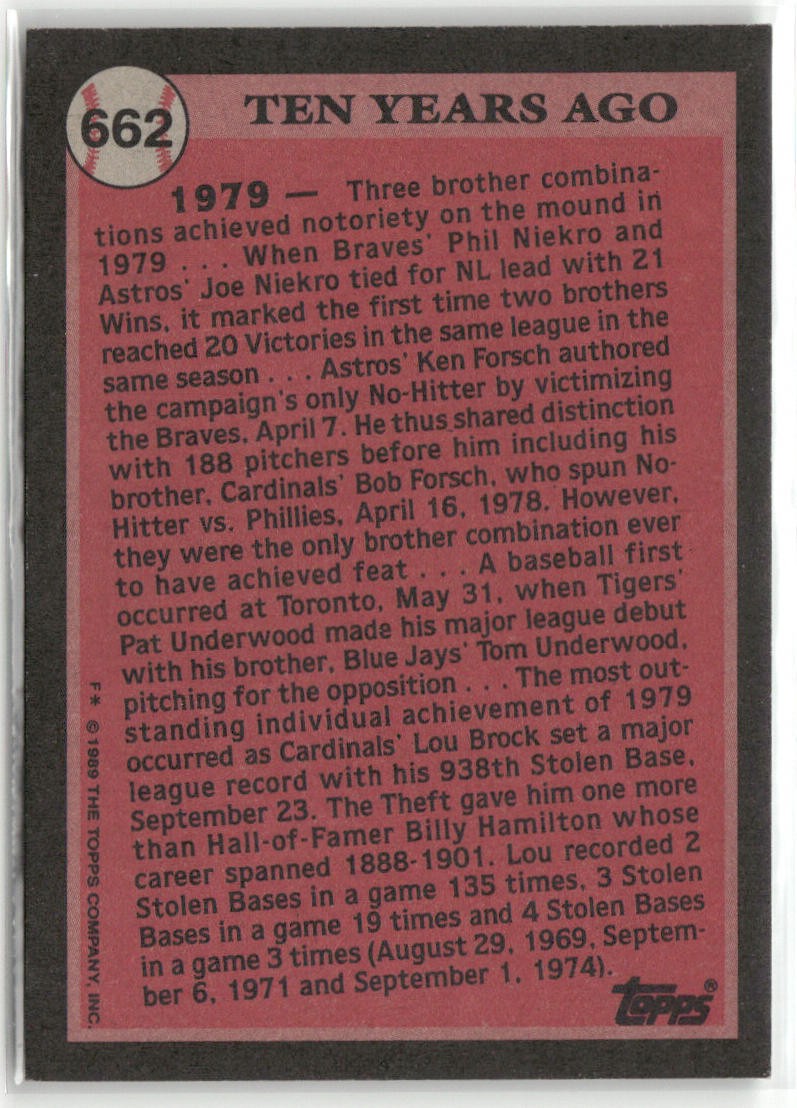 662
TEN YEARS AGO
1979 — Three brother combina-
tions achieved notoriety on the mound in
1979 . . . When Braves' Phil Niekro and
Astros' Joe Niekro tied for NL lead with 21
Wins, it marked the first time two brothers
reached 20 Victories in the same league in the
same season . . . Astros' Ken Forsch authored
the campaign's only No-Hitter by victimizing
the Braves, April 7. He thus shared distinction
with 188 pitchers before him including his
brother, Cardinals' Bob Forsch, who spun No-
Hitter vs. Phillies, April 16, 1978. However,
they were the only brother combination ever
to have achieved feat . . . A baseball first
occurred at Toronto, May 31, when Tigers'
Pat Underwood made his major league debut
with his brother, Blue Jays' Tom Underwood,
pitching for the opposition . . . The most out-
standing individual achievement of 1979
occurred as Cardinals' Lou Brock set a major
league record with his 938th Stolen Base,
September 23. The Theft gave him one more
than Hall-of-Famer Billy Hamilton whose
career spanned 1888-1901. Lou recorded 2
Stolen Bases in a game 135 times, 3 Stolen
Bases in a game 19 times and 4 Stolen Bases
in a game 3 times (August 29, 1969, Septem-
ber 6, 1971 and September 1, 1974).
F* © 1989 THE TOPPS COMPANY, INC.
topps®